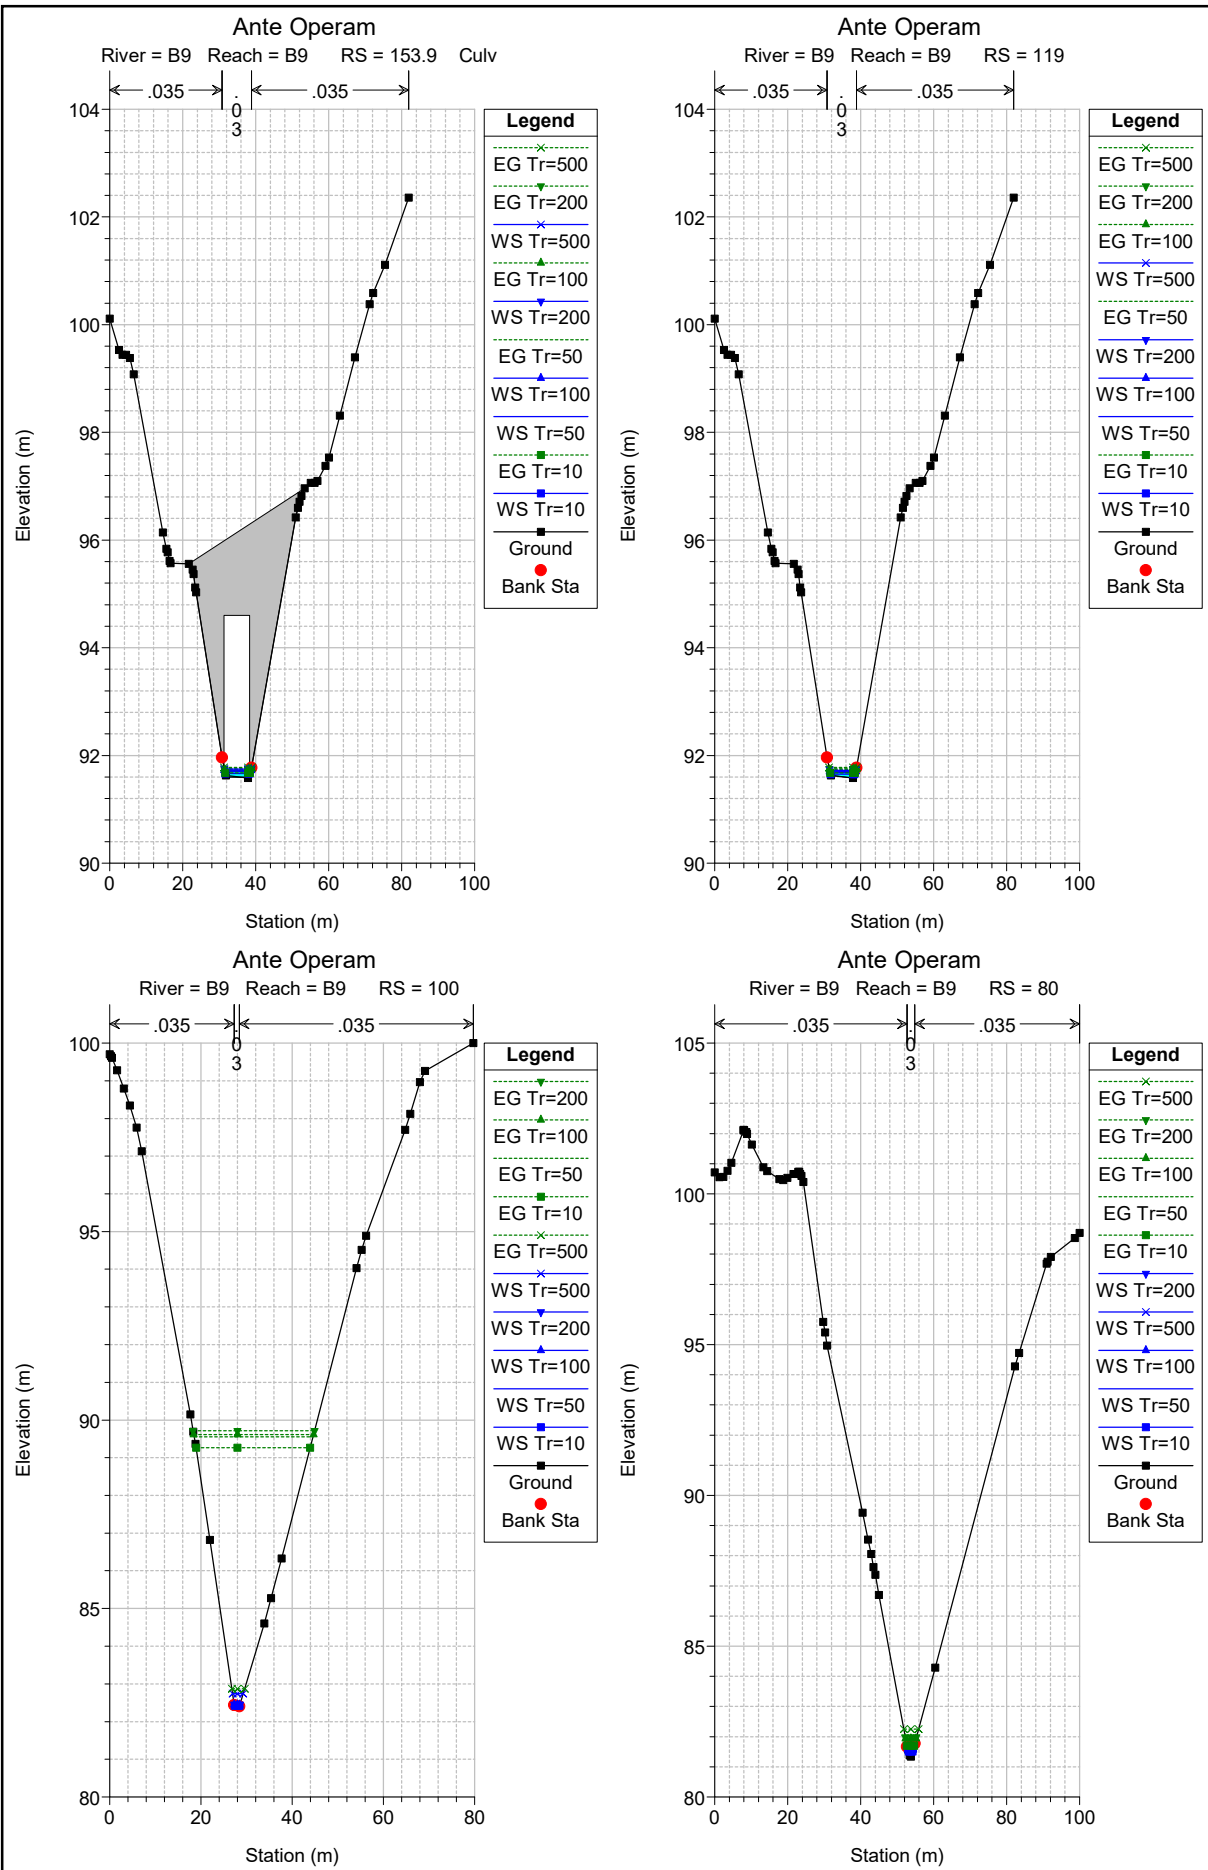 Ante Operam
River = B9 Reach = B9 RS = 153.9 Culv
.035
.03
.035
104
102
100
98
96
94
92
90
0 20 40 60 80 100
Elevation (m)
Station (m)
Legend
EG Tr=500
EG Tr=200
WS Tr=500
EG Tr=100
WS Tr=200
EG Tr=50
WS Tr=100
WS Tr=50
EG Tr=10
WS Tr=10
Ground
Bank Sta
Ante Operam
River = B9 Reach = B9 RS = 119
.035
.03
.035
104
102
100
98
96
94
92
90
0 20 40 60 80 100
Elevation (m)
Station (m)
Legend
EG Tr=500
EG Tr=200
EG Tr=100
WS Tr=500
EG Tr=50
WS Tr=200
WS Tr=100
WS Tr=50
EG Tr=10
WS Tr=10
Ground
Bank Sta
Ante Operam
River = B9 Reach = B9 RS = 100
.035
.03
.035
100
95
90
85
80
0 20 40 60 80
Elevation (m)
Station (m)
Legend
EG Tr=200
EG Tr=100
EG Tr=50
EG Tr=10
EG Tr=500
WS Tr=500
WS Tr=200
WS Tr=100
WS Tr=50
WS Tr=10
Ground
Bank Sta
Ante Operam
River = B9 Reach = B9 RS = 80
.035
.03
.035
105
100
95
90
85
80
0 20 40 60 80 100
Elevation (m)
Station (m)
Legend
EG Tr=500
EG Tr=200
EG Tr=100
EG Tr=50
EG Tr=10
WS Tr=200
WS Tr=500
WS Tr=100
WS Tr=50
WS Tr=10
Ground
Bank Sta